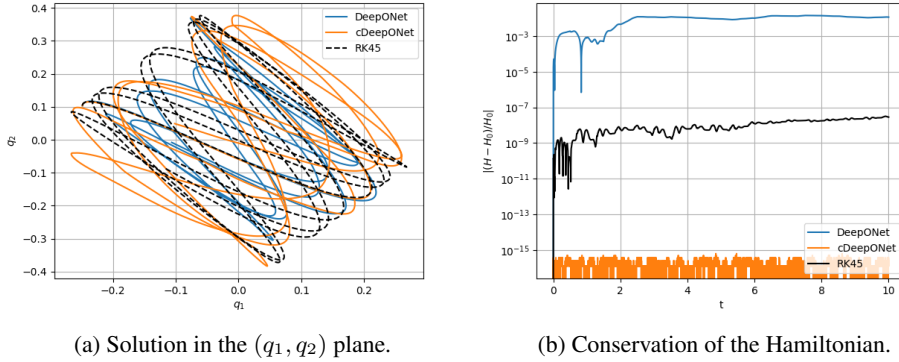 DeepONet
cDeepONet
RK45
0.4
0.3
0.2
0.1
0.0
−0.1
−0.2
−0.3
−0.4
q₂
−0.2
−0.1
0.0
0.1
0.2
q₁
(a) Solution in the (q₁, q₂) plane.
10⁻³
10⁻⁵
10⁻⁷
10⁻⁹
10⁻¹¹
10⁻¹³
10⁻¹⁵
|(H − H₀)/H₀|
DeepONet
cDeepONet
RK45
0
2
4
6
8
10
t
(b) Conservation of the Hamiltonian.